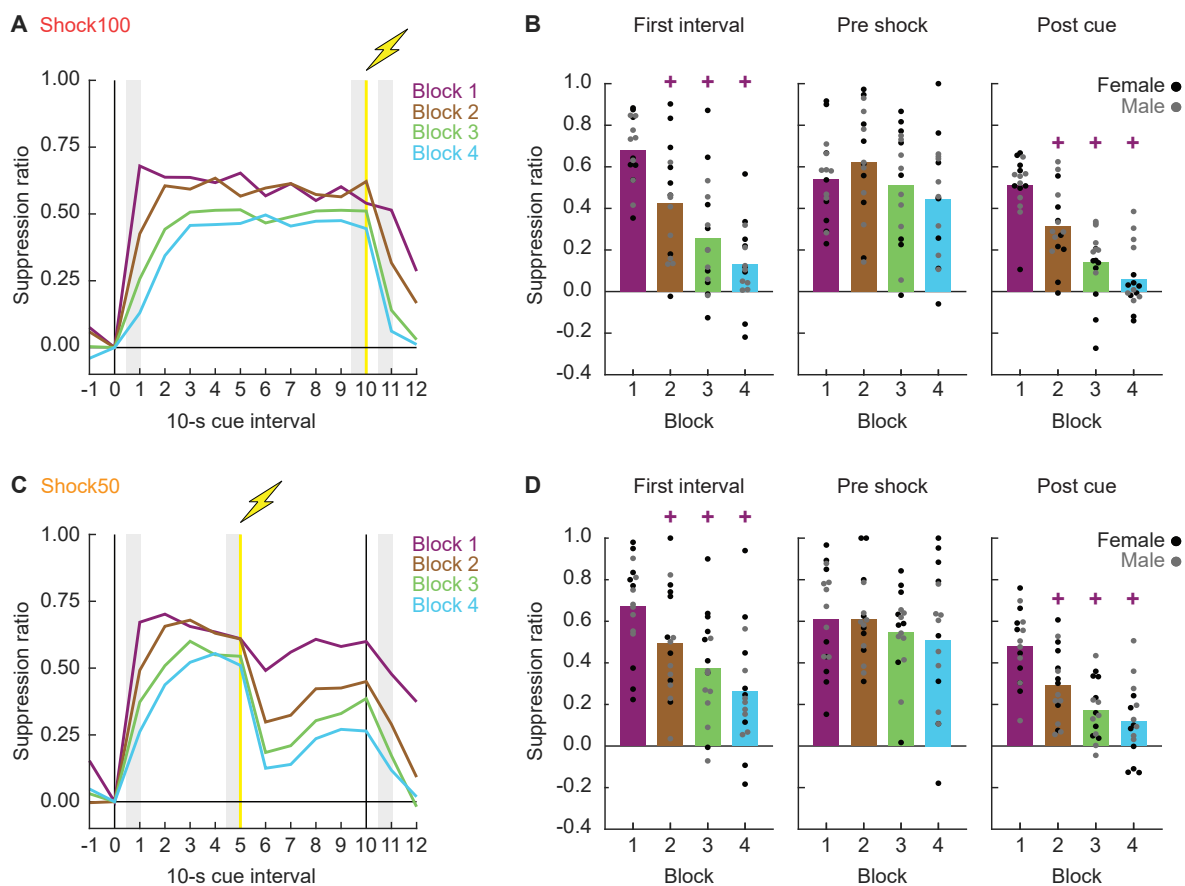 A Shock100
Suppression ratio
1.00
0.75
0.50
0.25
0.00
Block 1
Block 2
Block 3
Block 4
-1 0 1 2 3 4 5 6 7 8 9 10 11 12
10-s cue interval
B
First interval Pre shock Post cue
Female
Male
Suppression ratio
1.0
0.8
0.6
0.4
0.2
0.0
-0.2
-0.4
+ + +
+ + +
1 2 3 4 1 2 3 4 1 2 3 4
Block Block Block
C Shock50
Suppression ratio
1.00
0.75
0.50
0.25
0.00
Block 1
Block 2
Block 3
Block 4
-1 0 1 2 3 4 5 6 7 8 9 10 11 12
10-s cue interval
D
First interval Pre shock Post cue
Female
Male
Suppression ratio
1.0
0.8
0.6
0.4
0.2
0.0
-0.2
-0.4
+ + +
+ + +
1 2 3 4 1 2 3 4 1 2 3 4
Block Block Block